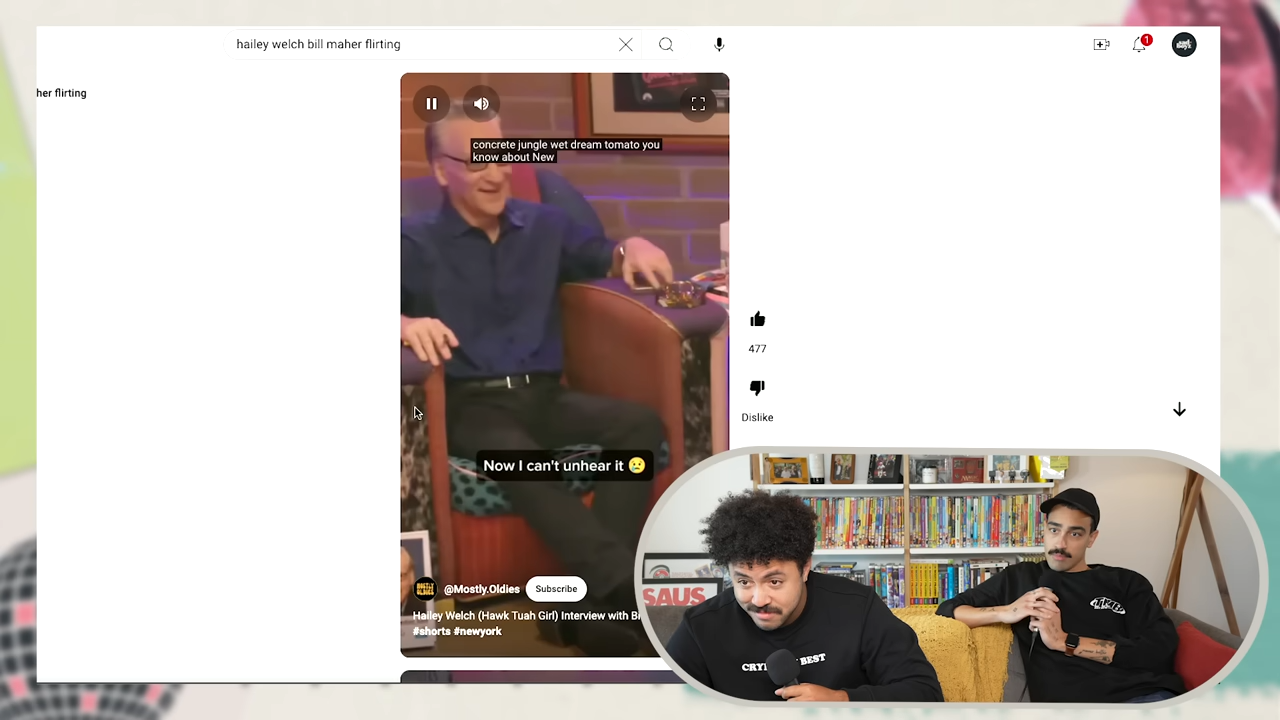 hailey welch bill maher flirting
1
her flirting
concrete jungle wet dream tomato you
know about New
477
Dislike
Now I can't unhear it 😢
@Mostly.Oldies
Subscribe
Hailey Welch (Hawk Tuah Girl) Interview with Bi
#shorts #newyork
SAUS
BEST